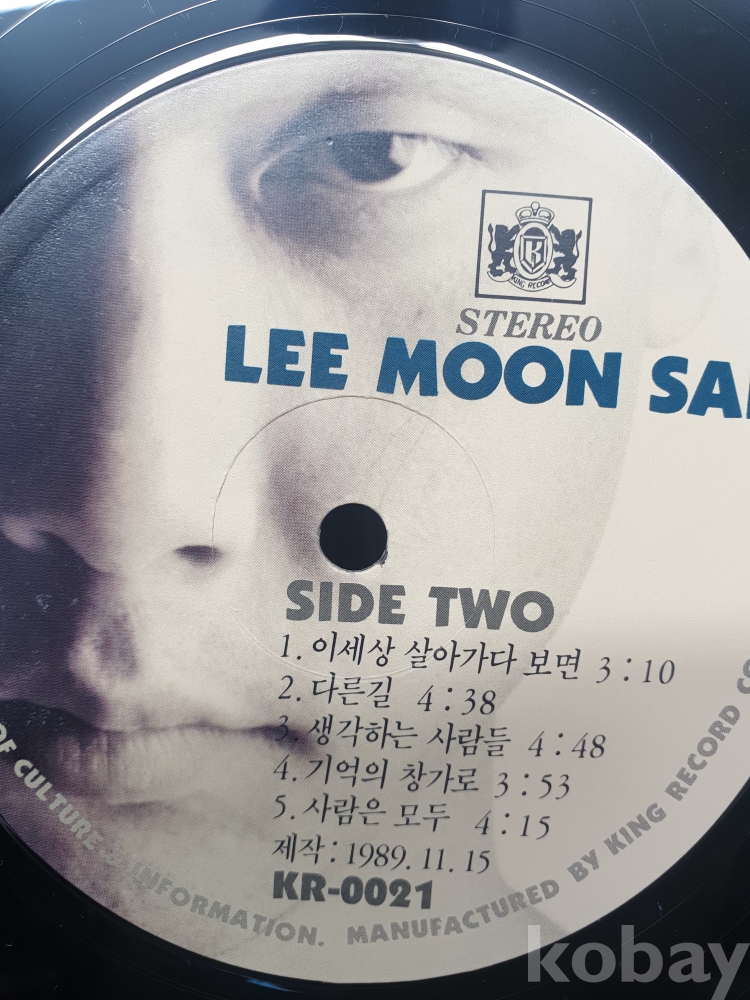 KING RECORD
STEREO
LEE MOON
SIDE TWO
1. 이세상 살아가다 보면 3:10
2. 다른길 4:38
3. 생각하는 사람들 4:48
4. 기억의 창가로 3:53
5. 사람은 모두 4:15
제작: 1989. 11. 15
KR-0021
OF CULTURE & INFORMATION. MANUFACTURED BY KING RECORD
kobay